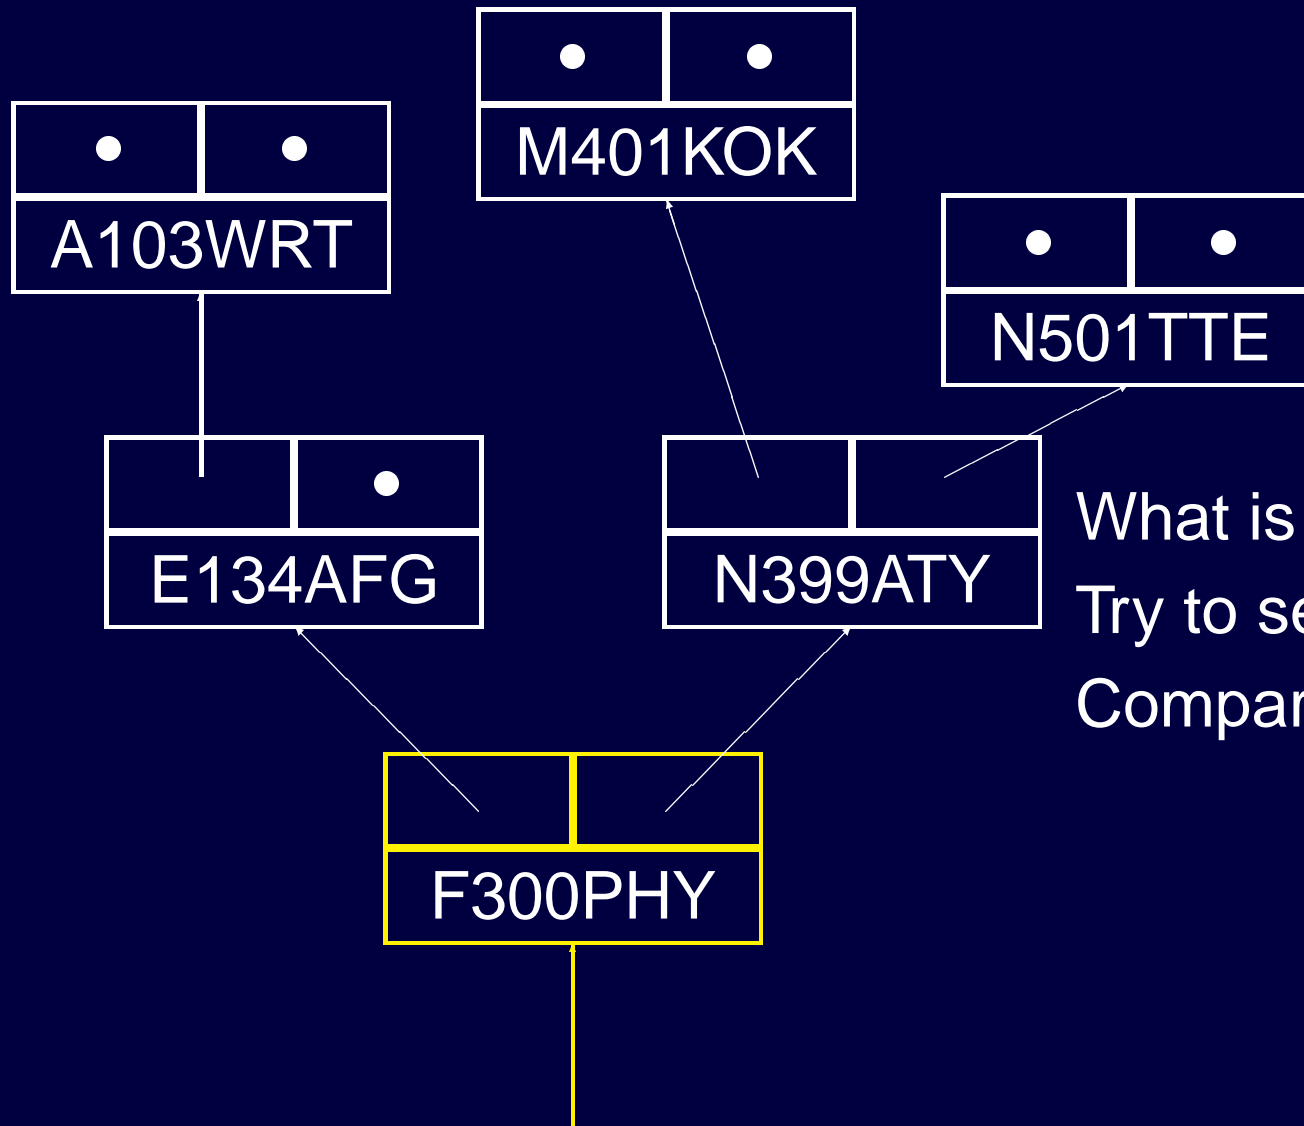 M401KOK
A103WRT
N501TTE
E134AFG
N399ATY
What is
Try to se
Compar
F300PHY